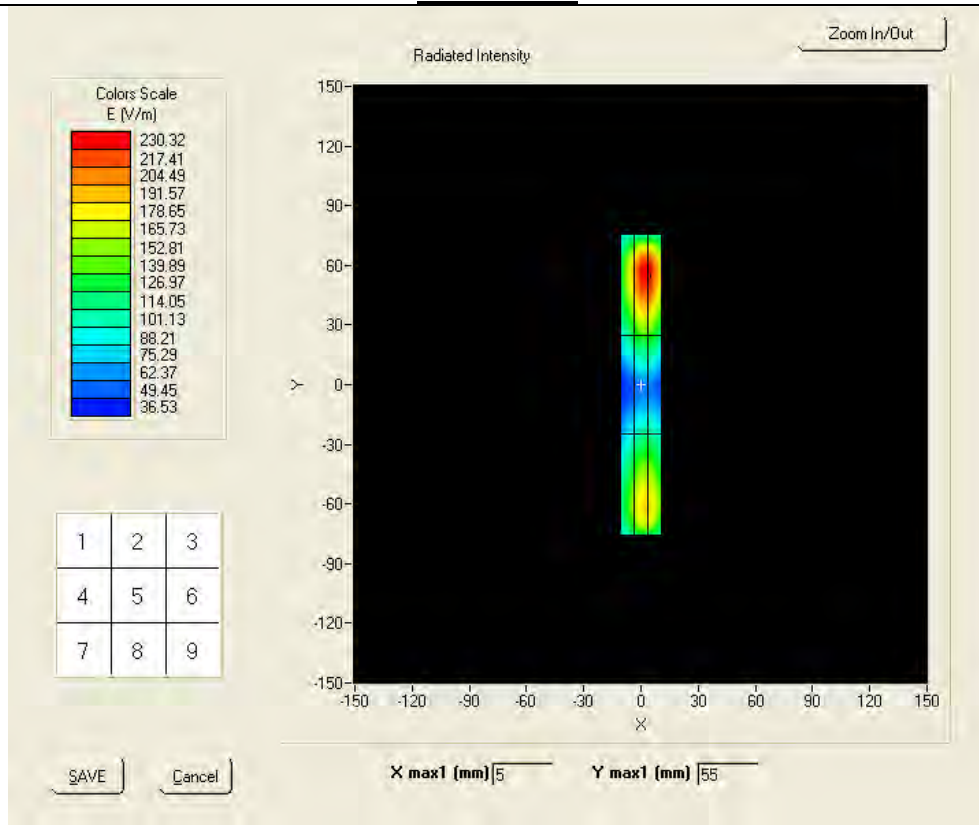 Zoom In/Out
Radiated Intensity
Colors Scale
E (V/m)
230.32
217.41
204.49
191.57
178.65
165.73
152.81
139.89
126.97
114.05
101.13
88.21
75.29
62.37
49.45
36.53
150
120
90
60
30
0
-30
-60
-90
-120
-150
Y
-150 -120 -90 -60 -30 0 30 60 90 120 150
X
1 2 3
4 5 6
7 8 9
SAVE Cancel
X max1 (mm) 5 Y max1 (mm) 55